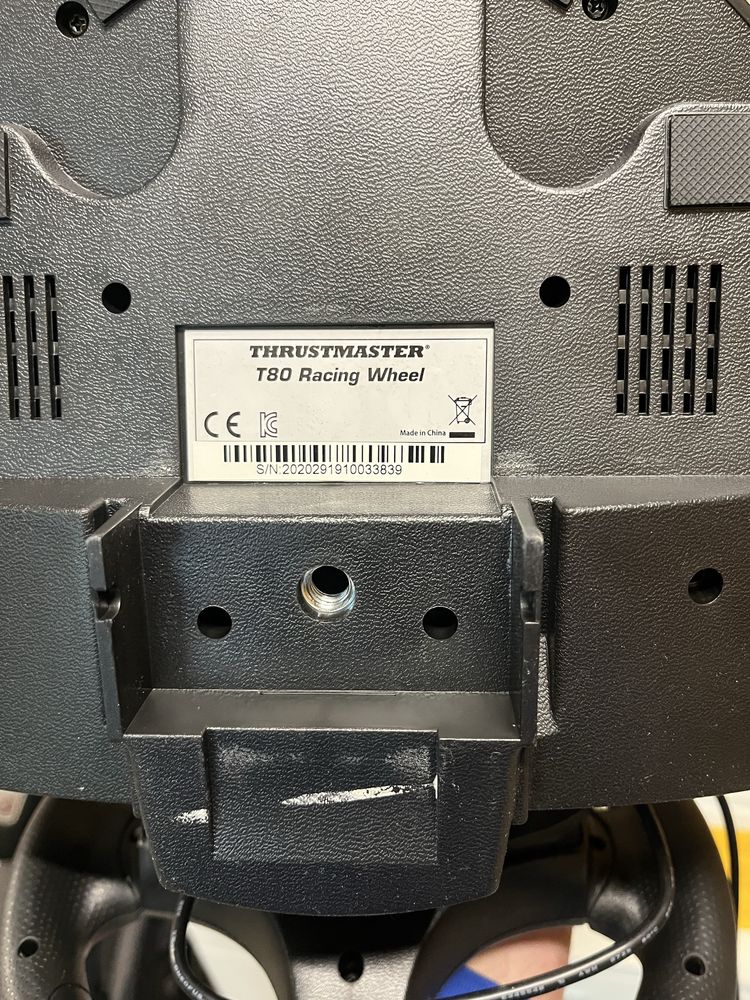 THRUSTMASTER®
T80 Racing Wheel
CE
Made in China
S/N:2020291910033839